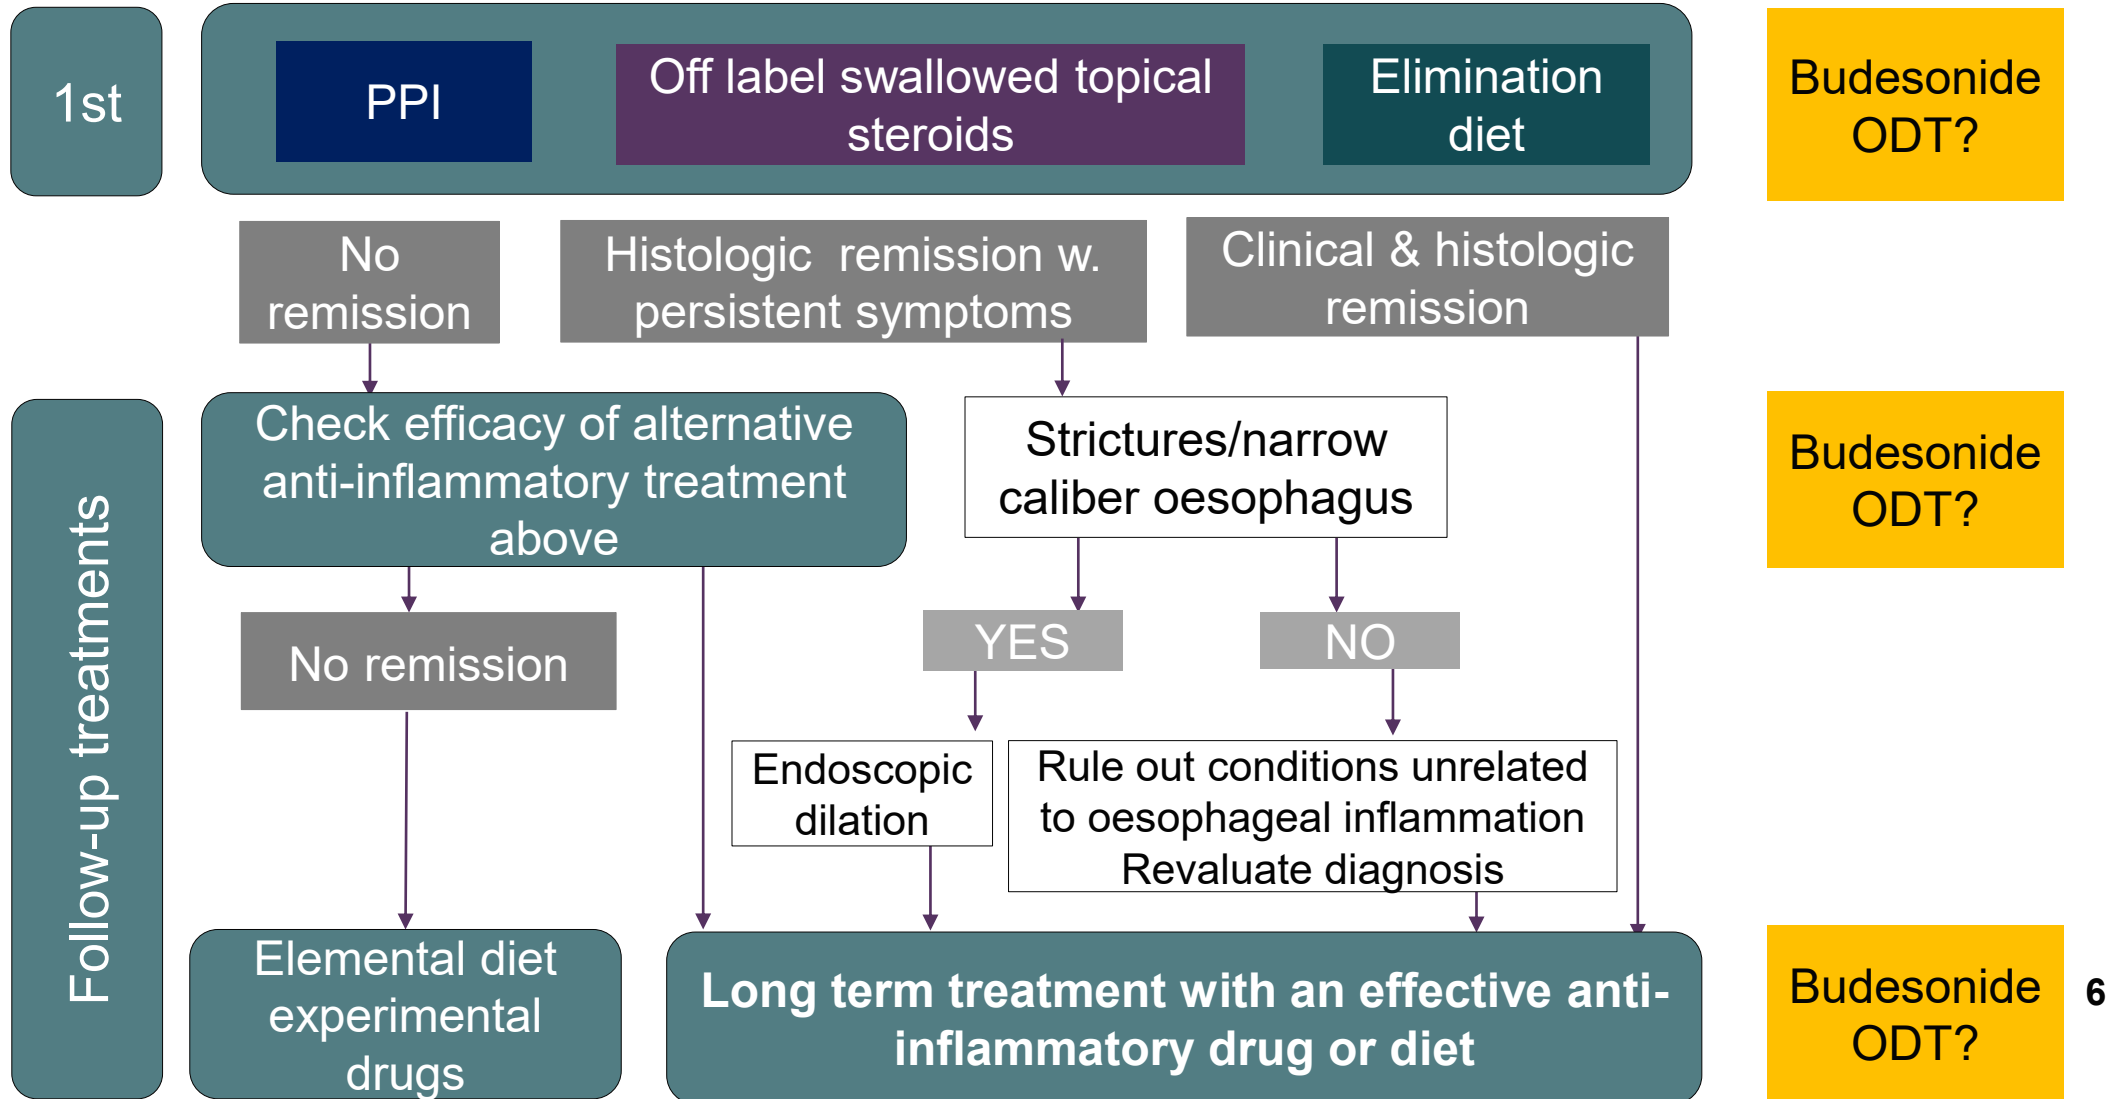 1st
PPI
Off label swallowed topical
steroids
Elimination
diet
Budesonide
ODT?
No
remission
Histologic remission w.
persistent symptoms
Clinical & histologic
remission
Follow-up treatments
Check efficacy of alternative
anti-inflammatory treatment
above
Strictures/narrow
caliber oesophagus
Budesonide
ODT?
No remission
YES
NO
Endoscopic
dilation
Rule out conditions unrelated
to oesophageal inflammation
Revaluate diagnosis
Elemental diet
experimental
drugs
Long term treatment with an effective anti-
inflammatory drug or diet
Budesonide
ODT?
6